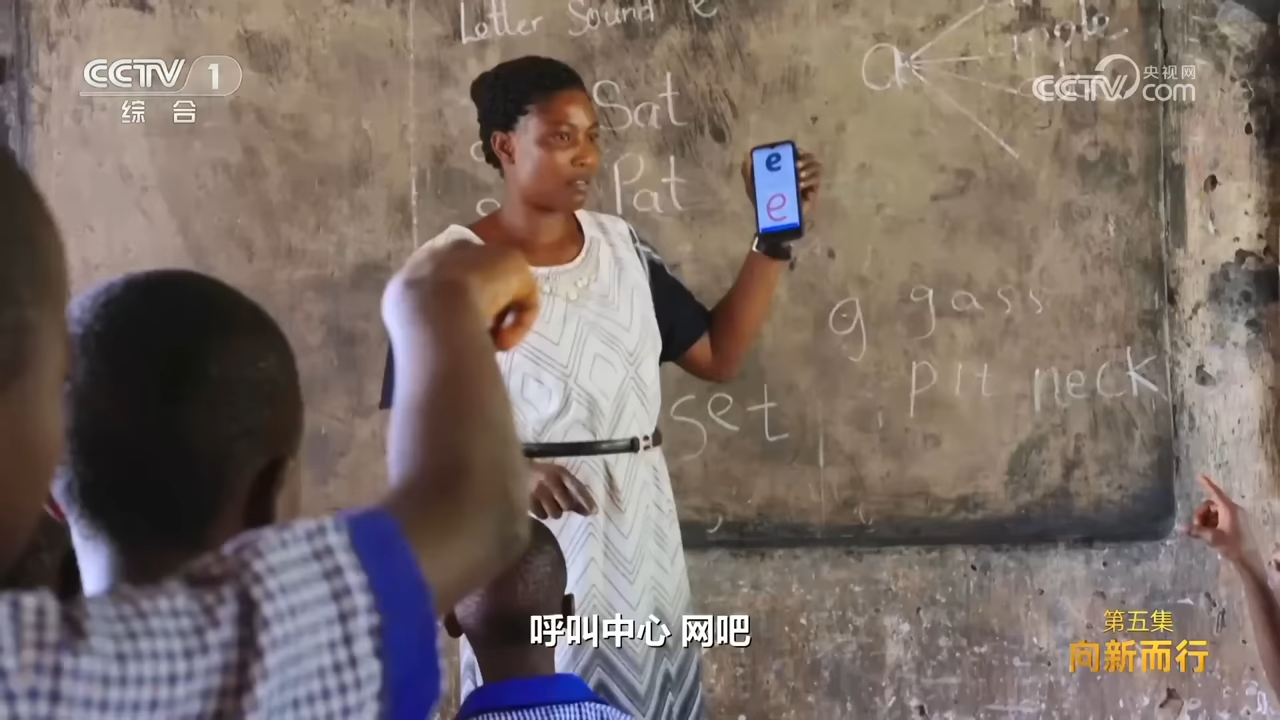 Letter Sound e
CCTV 1
综合
CCTV 央视网
com
Sat
e
e
Pat
a
g gass
pit neck
set
呼叫中心 网吧
第五集
向新而行